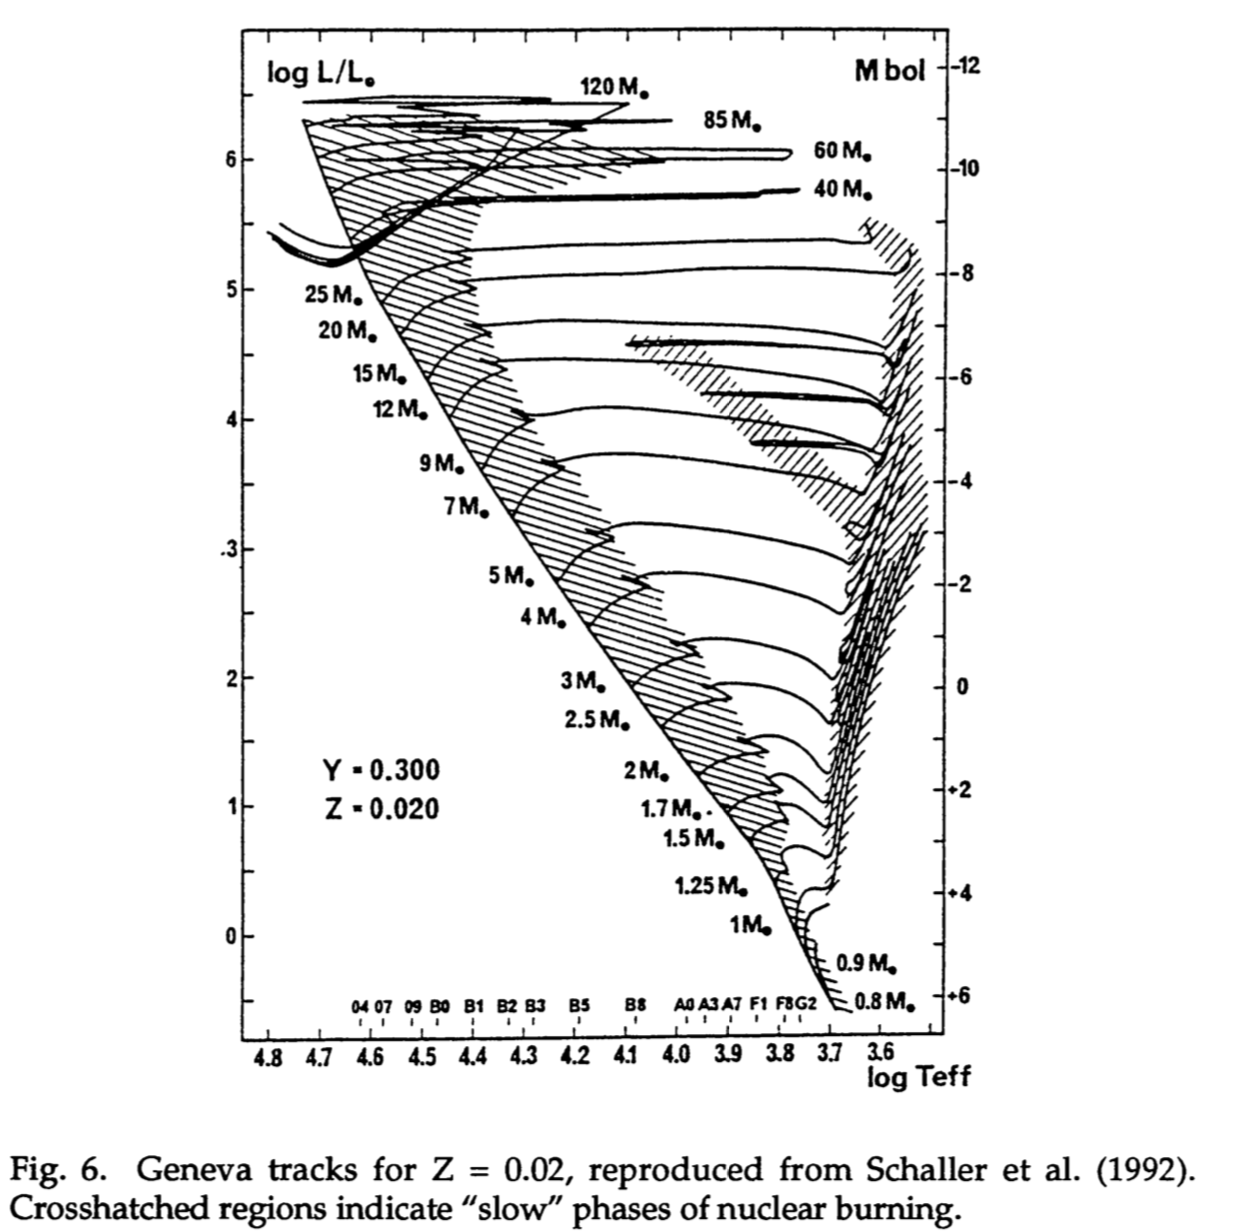 log L/L●
M bol
-12
120 M●
85 M●
6
60 M●
-10
40 M●
-8
5
25 M●
20 M●
15 M●
-6
12 M●
4
9 M●
-4
7 M●
.3
5 M●
-2
4 M●
2
3 M●
0
2.5 M●
Y = 0.300
2 M●
+2
Z = 0.020
1
1.7 M●.
1.5 M●
1.25 M●
+4
1 M●
0
0.9 M●
+6
0.8 M●
04 07 09 B0 B1 B2 B3 B5 B8 A0 A3 A7 F1 F8 G2
4.8 4.7 4.6 4.5 4.4 4.3 4.2 4.1 4.0 3.9 3.8 3.7 3.6
log Teff
Fig. 6. Geneva tracks for Z = 0.02, reproduced from Schaller et al. (1992).
Crosshatched regions indicate “slow” phases of nuclear burning.